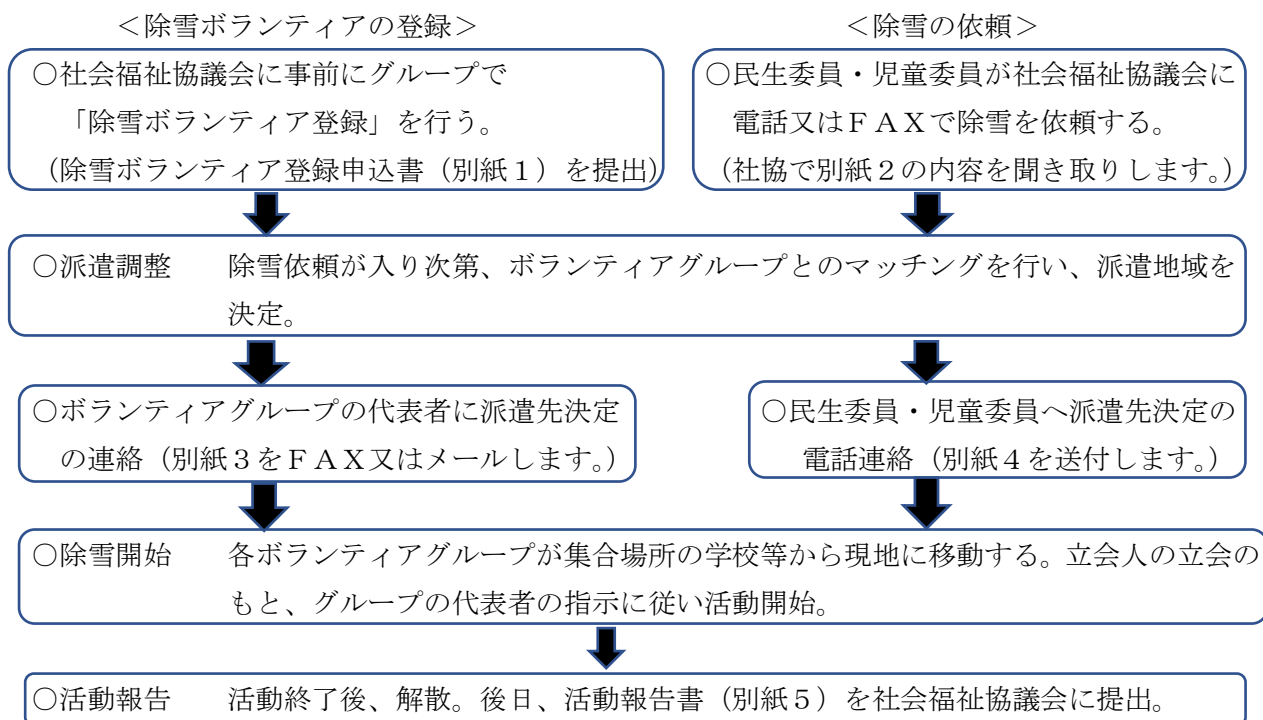 <除雪ボランティアの登録>
○社会福祉協議会に事前にグループで
「除雪ボランティア登録」を行う。
(除雪ボランティア登録申込書(別紙1)を提出)
<除雪の依頼>
○民生委員・児童委員が社会福祉協議会に
電話又はFAXで除雪を依頼する。
(社協で別紙2の内容を聞き取りします。)
○派遣調整 除雪依頼が入り次第、ボランティアグループとのマッチングを行い、派遣地域を
決定。
○ボランティアグループの代表者に派遣先決定
の連絡(別紙3をFAX又はメールします。)
○民生委員・児童委員へ派遣先決定の
電話連絡(別紙4を送付します。)
○除雪開始 各ボランティアグループが集合場所の学校等から現地に移動する。立会人の立会の
もと、グループの代表者の指示に従い活動開始。
○活動報告 活動終了後、解散。後日、活動報告書(別紙5)を社会福祉協議会に提出。